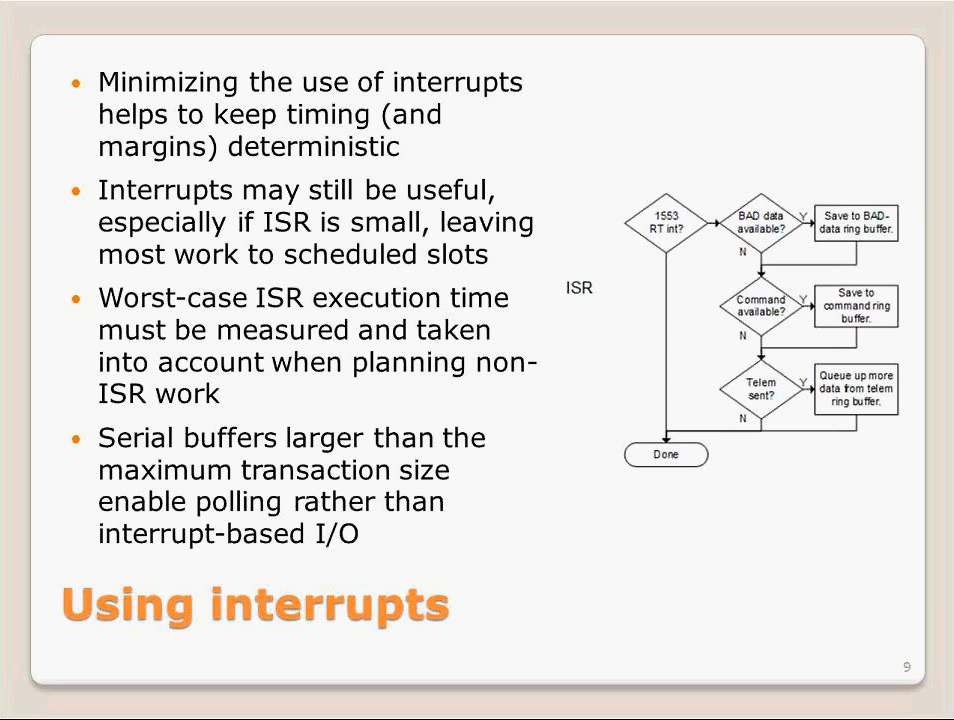 Minimizing the use of interrupts
helps to keep timing (and
margins) deterministic
Interrupts may still be useful,
especially if ISR is small, leaving
most work to scheduled slots
Worst-case ISR execution time
must be measured and taken
into account when planning non-
ISR work
Serial buffers larger than the
maximum transaction size
enable polling rather than
interrupt-based I/O
ISR
1553
RT int?
BAD data
available?
Y
Save to BAD-
data ring buffer.
N
Command
available?
Y
Save to
command ring
buffer.
N
Telem
sent?
Y
Queue up more
data from telem
ring buffer.
N
Done
Using interrupts
9